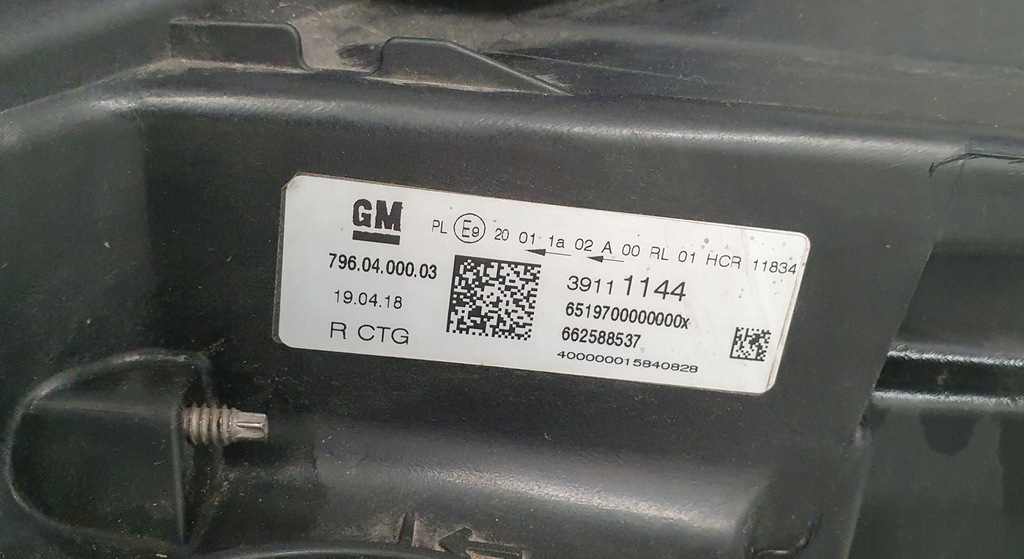 GM
PL E9 20 01 1a 02 A 00 RL 01 HCR 11834
796.04.000.03
39111144
19.04.18
6519700000000x
R CTG
662588537
400000015840828